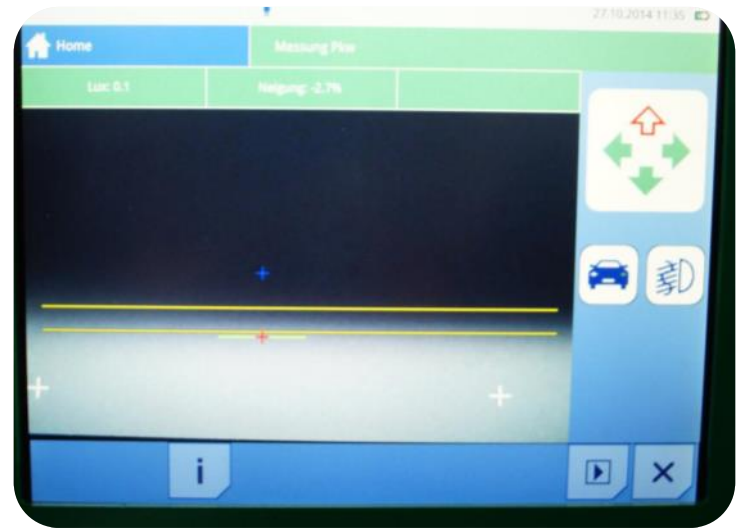 27.10.2014 11:35
Home
Messung Pkw
Lux: 0.1
Neigung: -2.7%
i